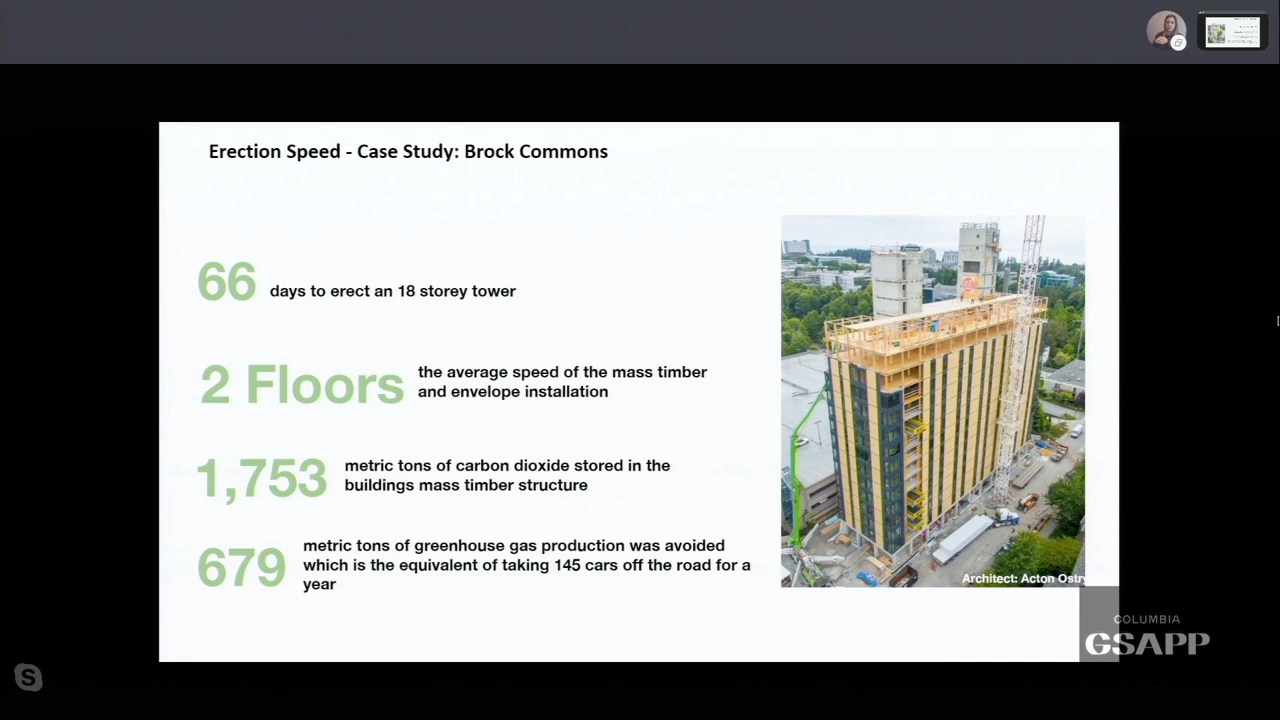 Erection Speed - Case Study: Brock Commons
66 days to erect an 18 storey tower
2 Floors the average speed of the mass timber
and envelope installation
1,753 metric tons of carbon dioxide stored in the
buildings mass timber structure
679 metric tons of greenhouse gas production was avoided
which is the equivalent of taking 145 cars off the road for a
year
Architect: Acton Ostry
COLUMBIA
GSAPP
S